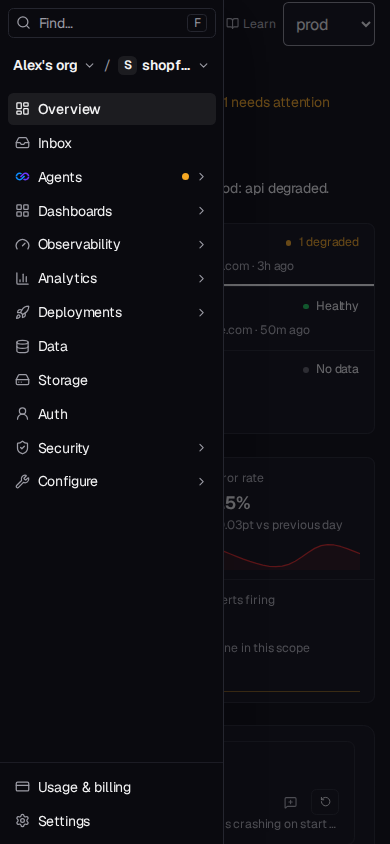 Find... F
Learn
prod
Alex's org / S shopf...
1 needs attention
Overview
Inbox
Agents
od: api degraded.
Dashboards
1 degraded
Observability
.com · 3h ago
Analytics
Healthy
Deployments
e.com · 50m ago
Data
No data
Storage
Auth
Security
Configure
ror rate
.5%
0.03pt vs previous day
erts firing
ne in this scope
Usage & billing
Settings
s crashing on start ...